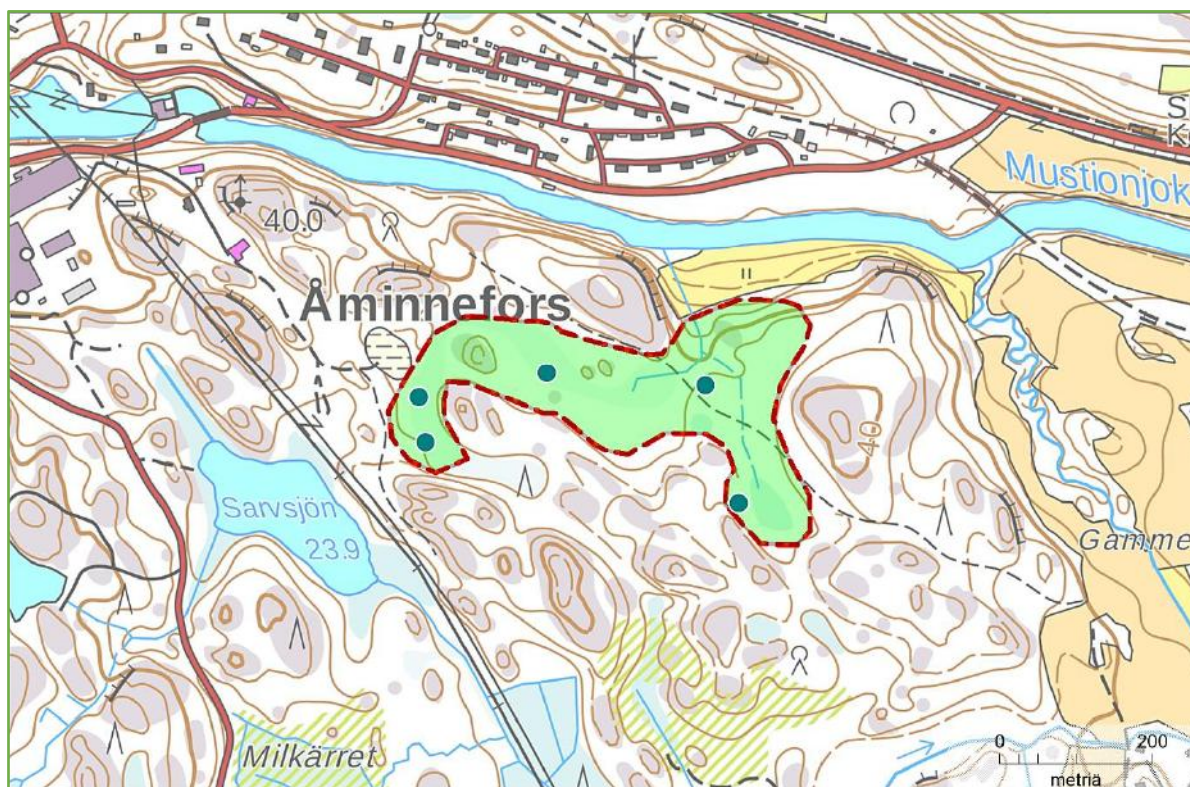 S
K
Mustionjok
40.0
Åminnefors
40
Sarvsjön
23.9
Gamme
Milkärret
0 200
metriä